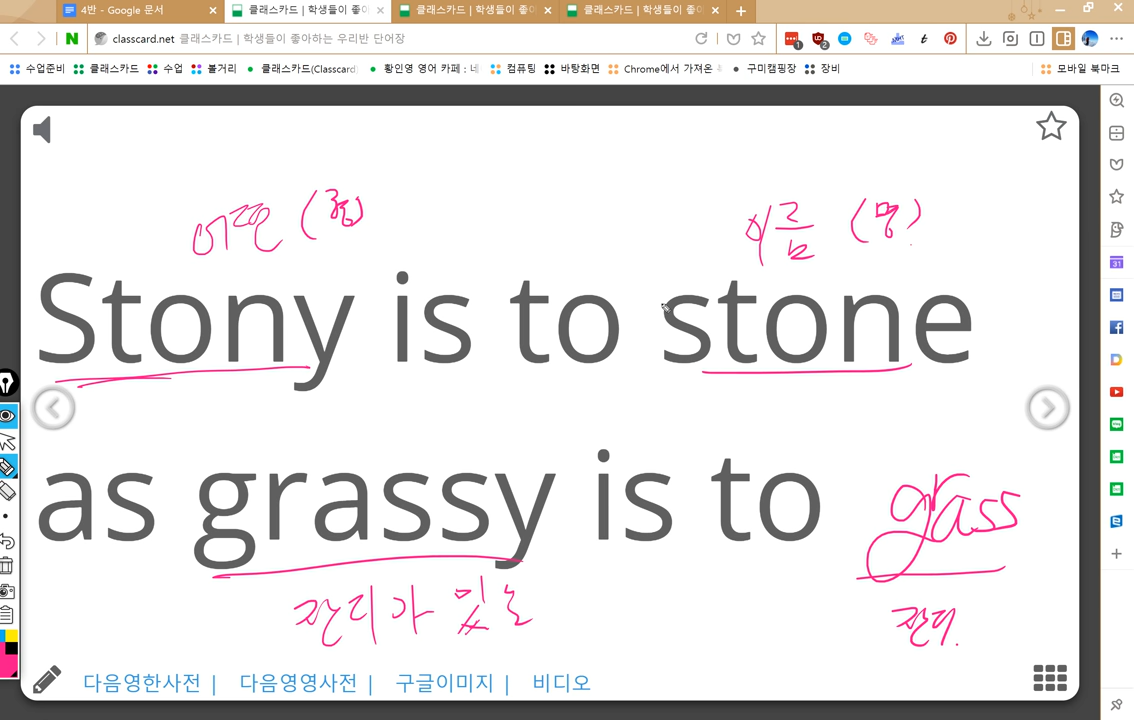 4반 - Google 문서
클래스카드 | 학생들이 좋아
클래스카드 | 학생들이 좋아
클래스카드 | 학생들이 좋아
classcard.net 클래스카드 | 학생들이 좋아하는 우리반 단어장
수업준비 클래스카드 수업 볼거리 클래스카드(Classcard) 황인영 영어 카페 ; 네 컴퓨팅 바탕화면 Chrome에서 가져온 구미캠핑장 장비 모바일 북마크
어떤 (형) 이름 (명)
Stony is to stone
as grassy is to grass
잔디가 있는 잔디.
다음영한사전 | 다음영영사전 | 구글이미지 | 비디오